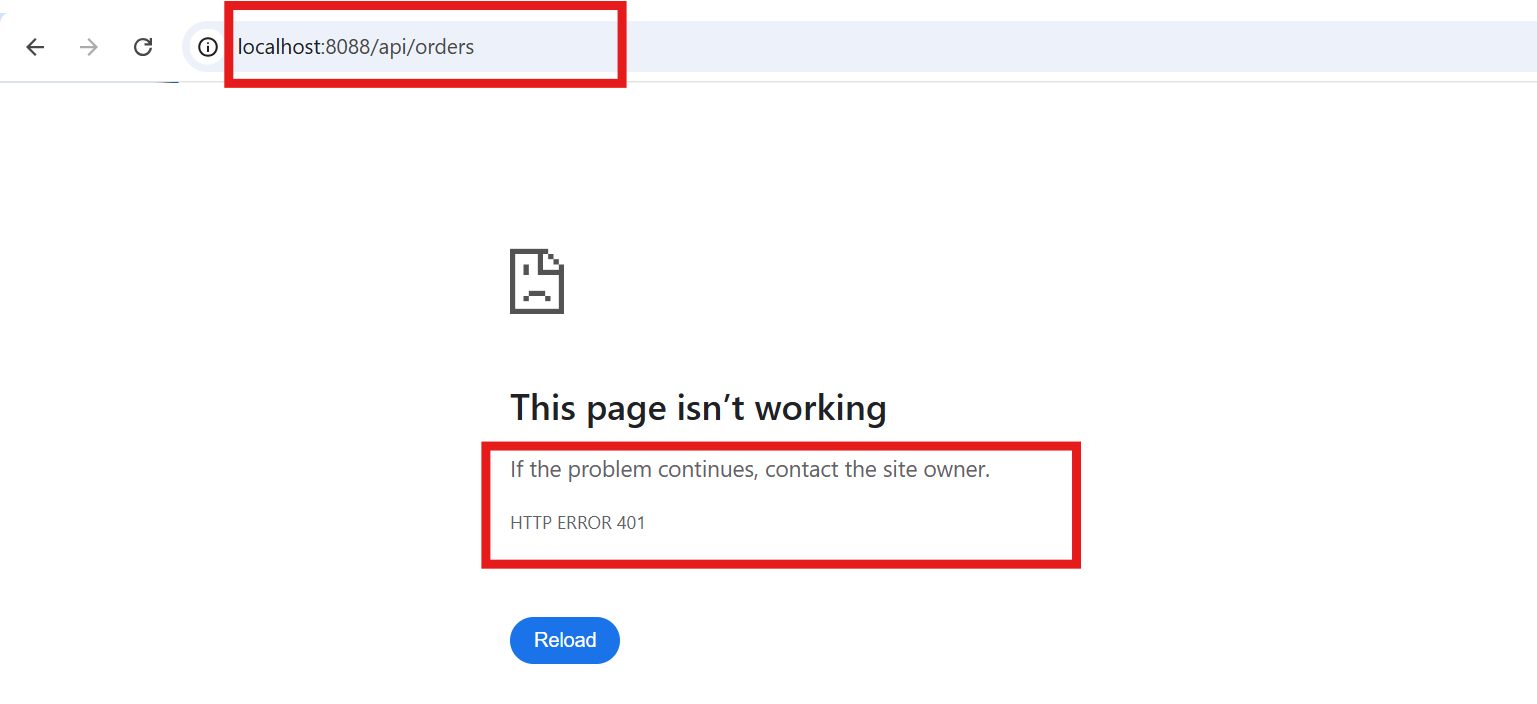 localhost:8088/api/orders
This page isn’t working
If the problem continues, contact the site owner.
HTTP ERROR 401
Reload